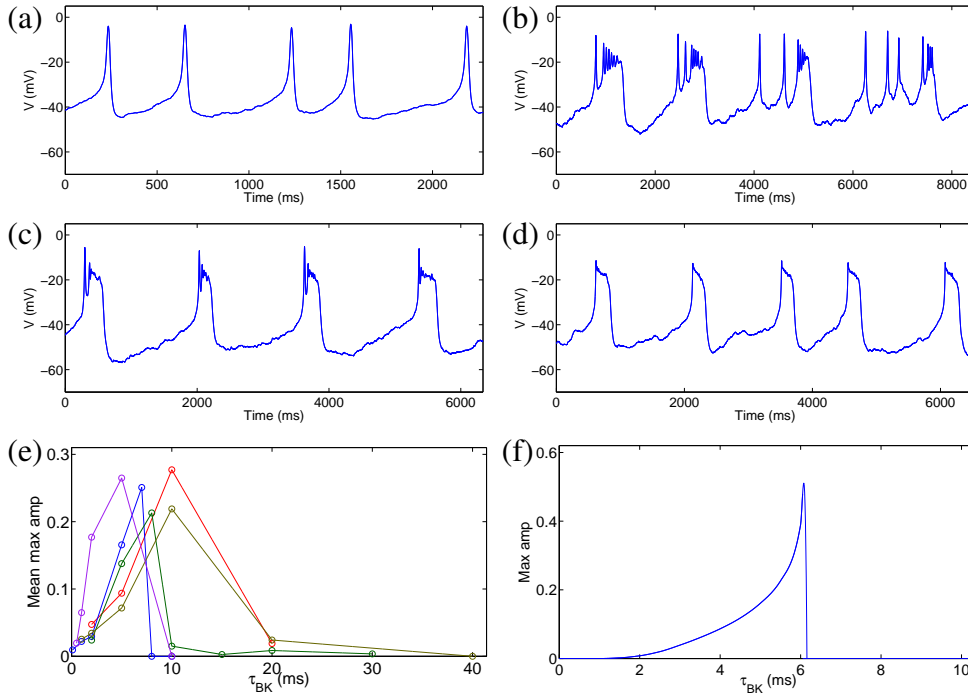 (a)
0
−20
−40
−60
V (mV)
0 500 1000 1500 2000
Time (ms)
(b)
0
−20
−40
−60
V (mV)
0 2000 4000 6000 8000
Time (ms)
(c)
0
−20
−40
−60
V (mV)
0 2000 4000 6000
Time (ms)
(d)
0
−20
−40
−60
V (mV)
0 2000 4000 6000
Time (ms)
(e)
0.3
0.2
0.1
0
Mean max amp
0 10 20 30 40
τBK (ms)
(f)
0.6
0.4
0.2
0
Max amp
0 2 4 6 8 10
τBK (ms)